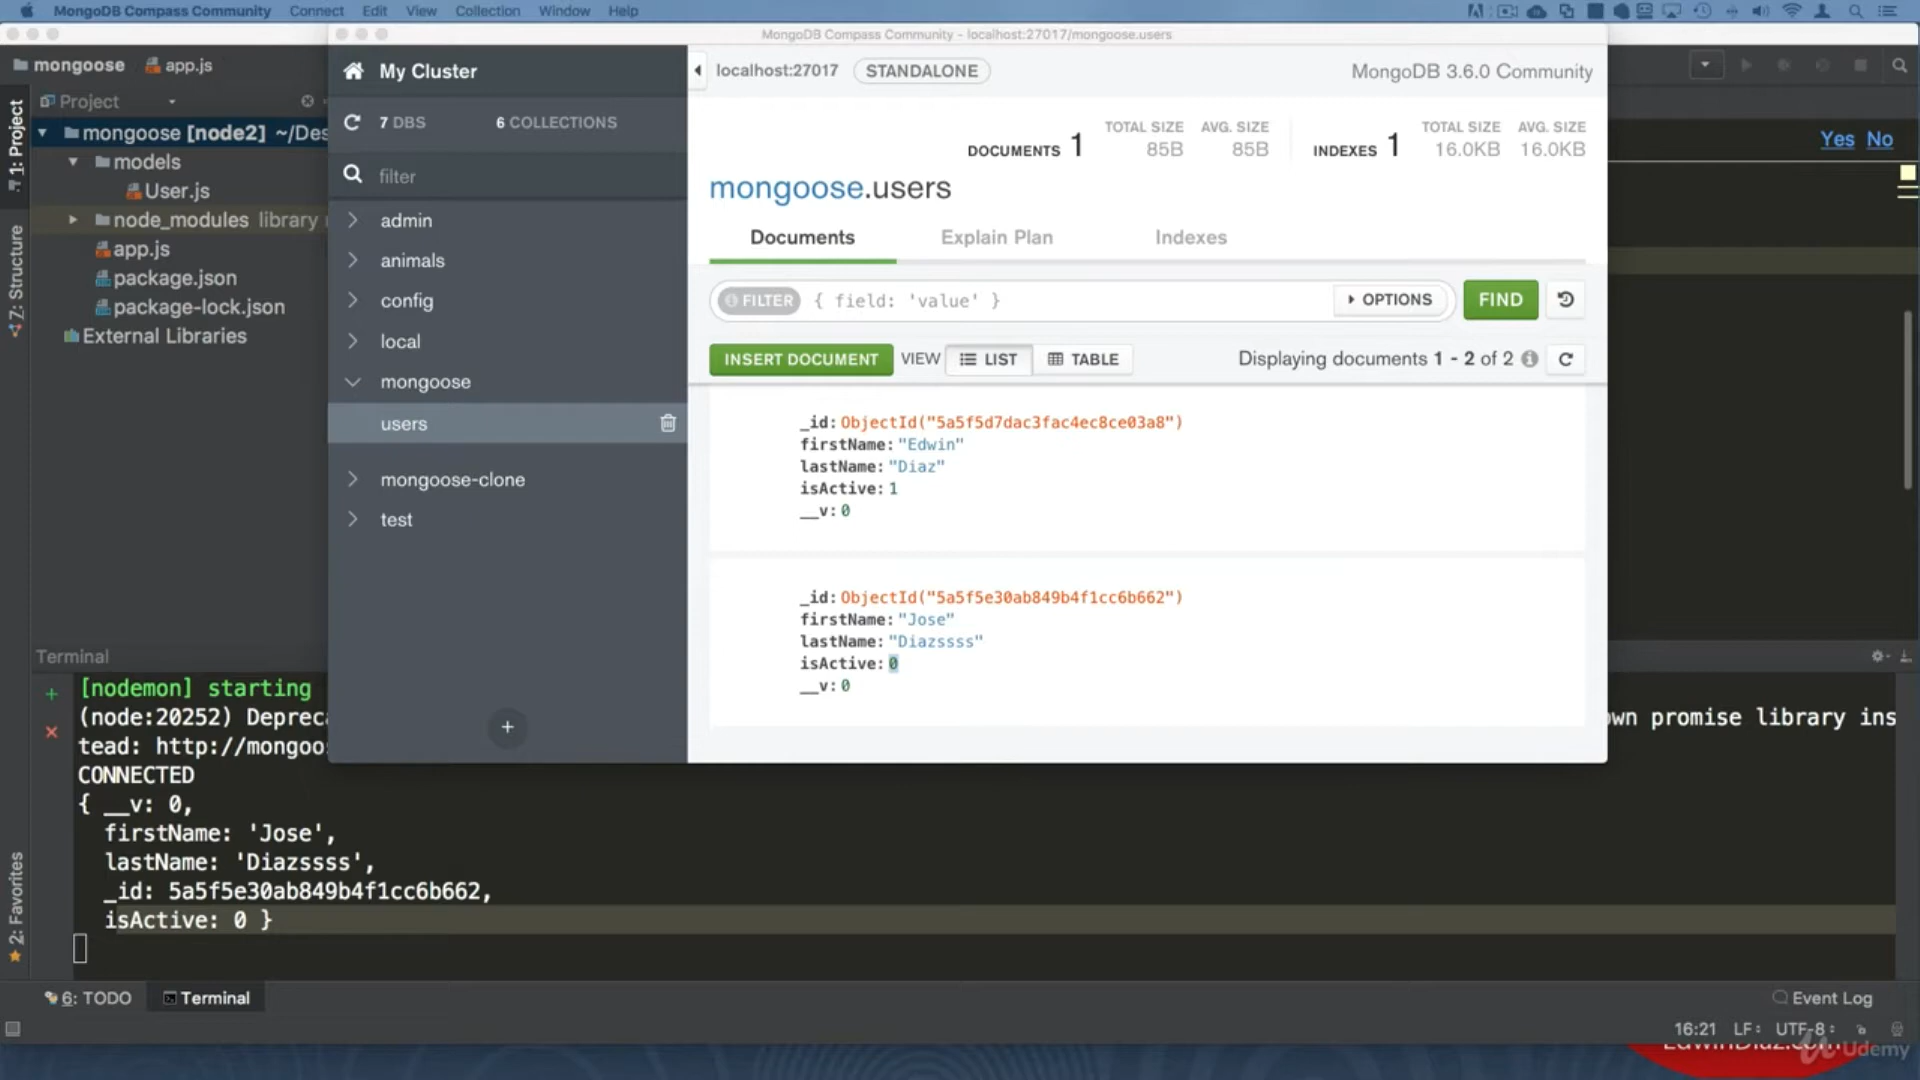 MongoDB Compass Community Connect Edit View Collection Window Help
MongoDB Compass Community - localhost:27017/mongoose.users
mongoose app.js
Project
mongoose [node2] ~/Des
models
User.js
node_modules library
app.js
package.json
package-lock.json
External Libraries
1: Project
7: Structure
2: Favorites
My Cluster
7 DBS 6 COLLECTIONS
filter
admin
animals
config
local
mongoose
users
mongoose-clone
test
+
localhost:27017 STANDALONE MongoDB 3.6.0 Community
DOCUMENTS 1 TOTAL SIZE 85B AVG. SIZE 85B INDEXES 1 TOTAL SIZE 16.0KB AVG. SIZE 16.0KB
mongoose.users
Documents Explain Plan Indexes
FILTER { field: 'value' } OPTIONS FIND
INSERT DOCUMENT VIEW LIST TABLE Displaying documents 1 - 2 of 2
_id: ObjectId("5a5f5d7dac3fac4ec8ce03a8")
firstName: "Edwin"
lastName: "Diaz"
isActive: 1
__v: 0
_id: ObjectId("5a5f5e30ab849b4f1cc6b662")
firstName: "Jose"
lastName: "Diazssss"
isActive: 0
__v: 0
Yes No
Terminal
[nodemon] starting
(node:20252) Depreca
own promise library ins
tead: http://mongoos
CONNECTED
{ __v: 0,
firstName: 'Jose',
lastName: 'Diazssss',
_id: 5a5f5e30ab849b4f1cc6b662,
isActive: 0 }
6: TODO Terminal Event Log
16:21 LF: UTF-8:
EdwinDiaz.com
Udemy